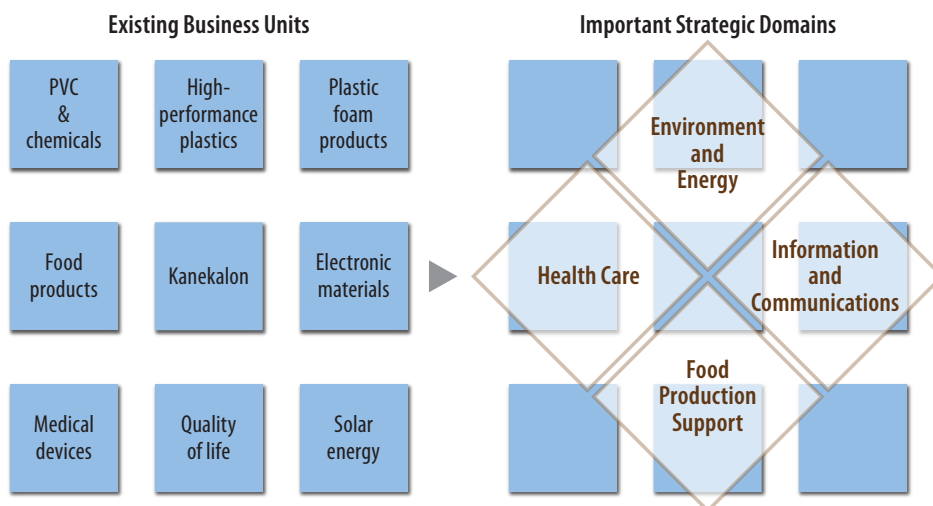 Existing Business Units
PVC
&
chemicals
High-
performance
plastics
Plastic
foam
products
Food
products
Kanekalon
Electronic
materials
Medical
devices
Quality
of life
Solar
energy
Important Strategic Domains
Environment
and
Energy
Health Care
Information
and
Communications
Food
Production
Support